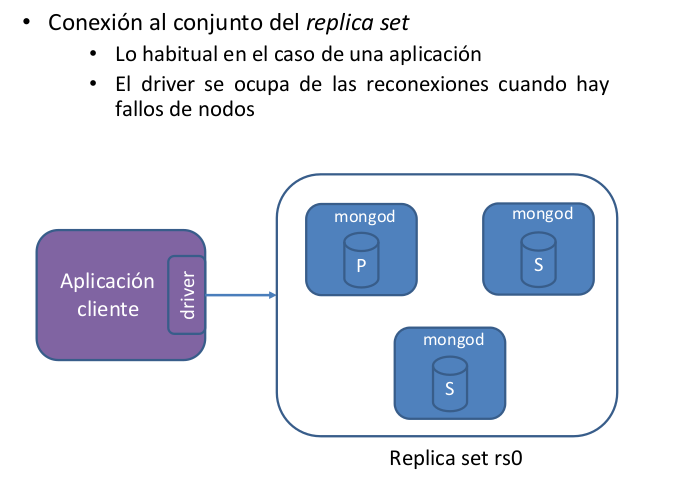 • Conexión al conjunto del replica set
• Lo habitual en el caso de una aplicación
• El driver se ocupa de las reconexiones cuando hay
fallos de nodos
mongod
P
mongod
S
Aplicación
cliente
driver
mongod
S
Replica set rs0